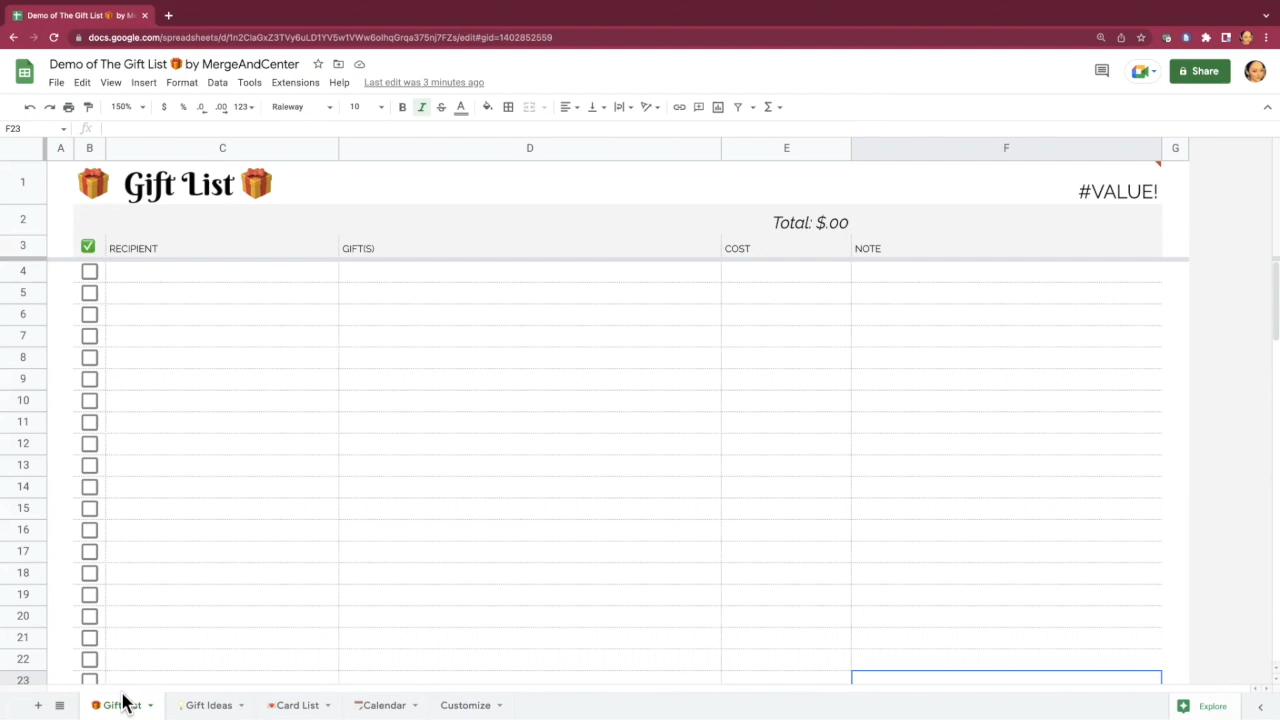 Demo of The Gift List 🎁 by Me
docs.google.com/spreadsheets/d/1n2ClaGxZ3TVy6uLD1YV5w1VWw6olhqGrqa375nj7FZs/edit#gid=1402852559
Demo of The Gift List 🎁 by MergeAndCenter
File Edit View Insert Format Data Tools Extensions Help Last edit was 3 minutes ago
Share
150% $ % .0 .00 123 Raleway 10 B I S A
F23 fx
A B C D E F G
1 🎁 Gift List 🎁 #VALUE!
2 Total: $.00
3 ✅ RECIPIENT GIFT(S) COST NOTE
4
5
6
7
8
9
10
11
12
13
14
15
16
17
18
19
20
21
22
23
Gift List Gift Ideas Card List Calendar Customize Explore